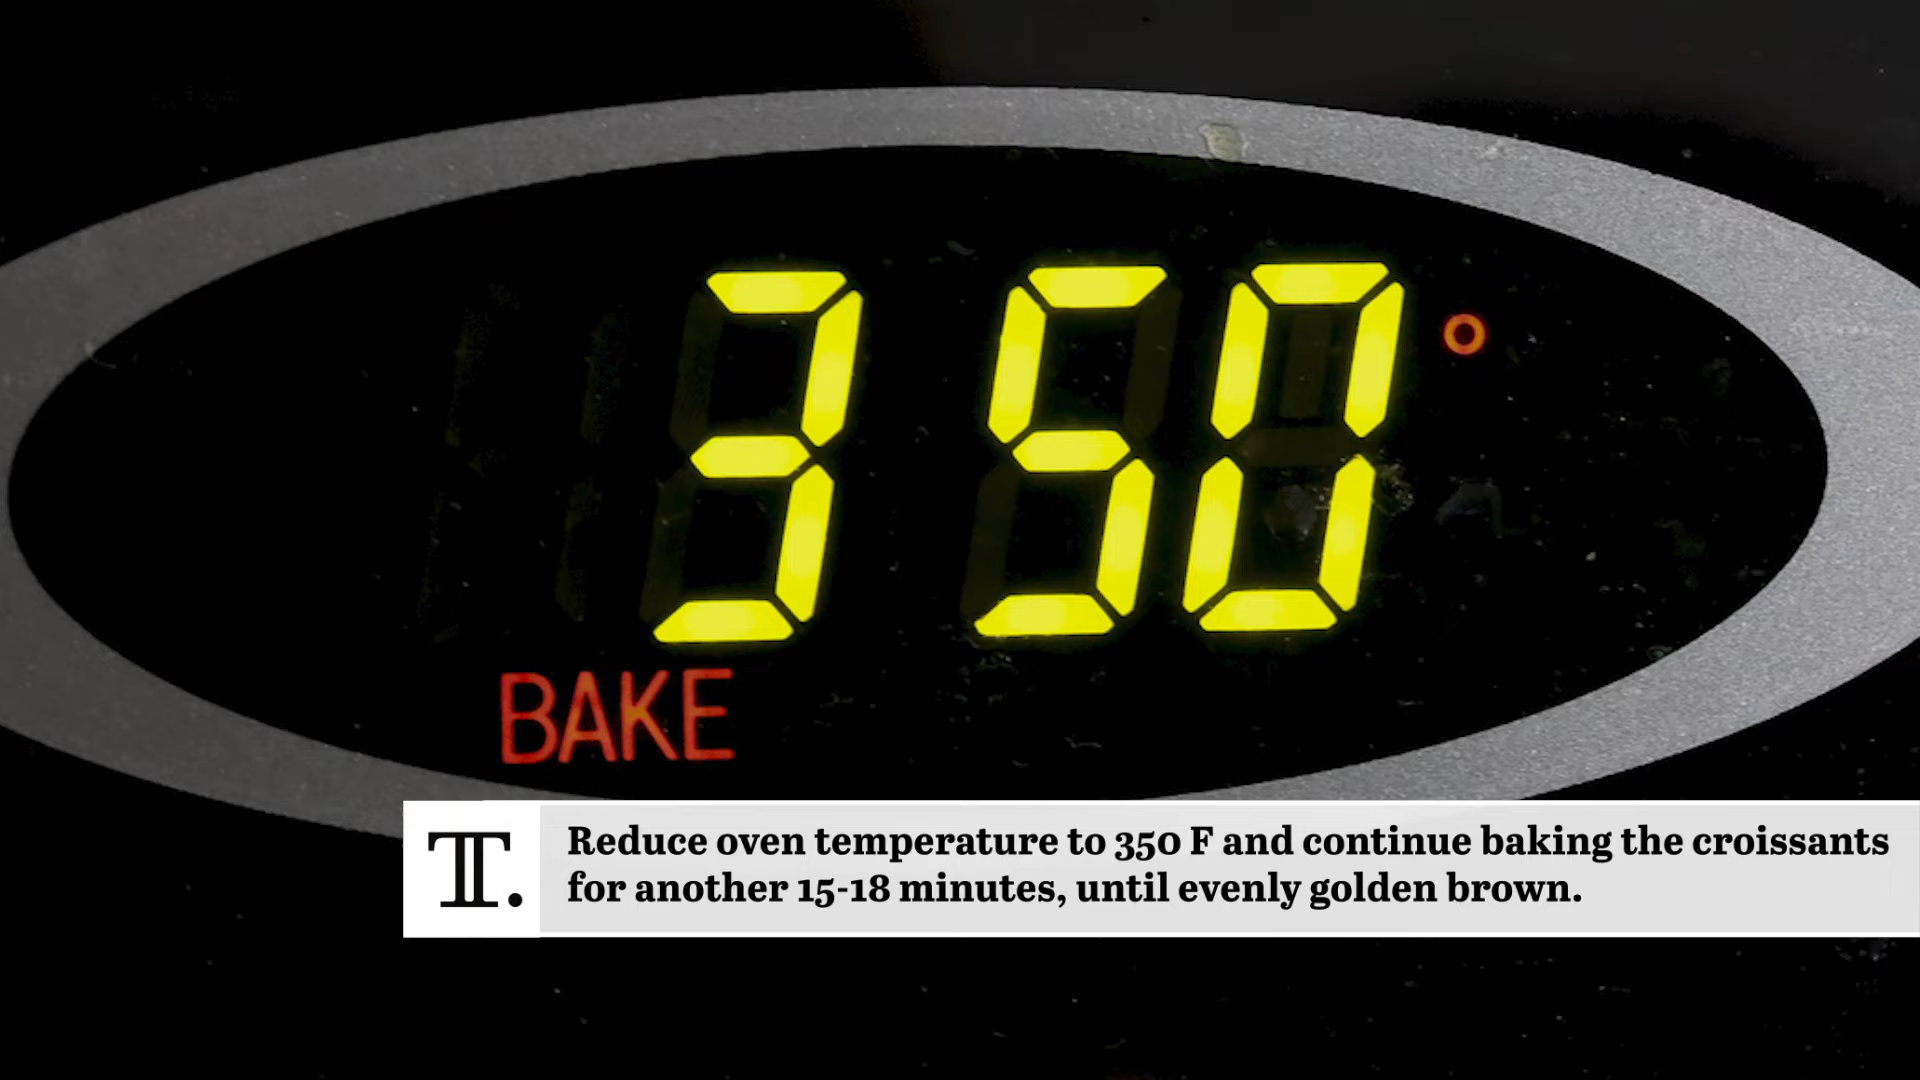 350°
BAKE
T.
Reduce oven temperature to 350 F and continue baking the croissants
for another 15-18 minutes, until evenly golden brown.